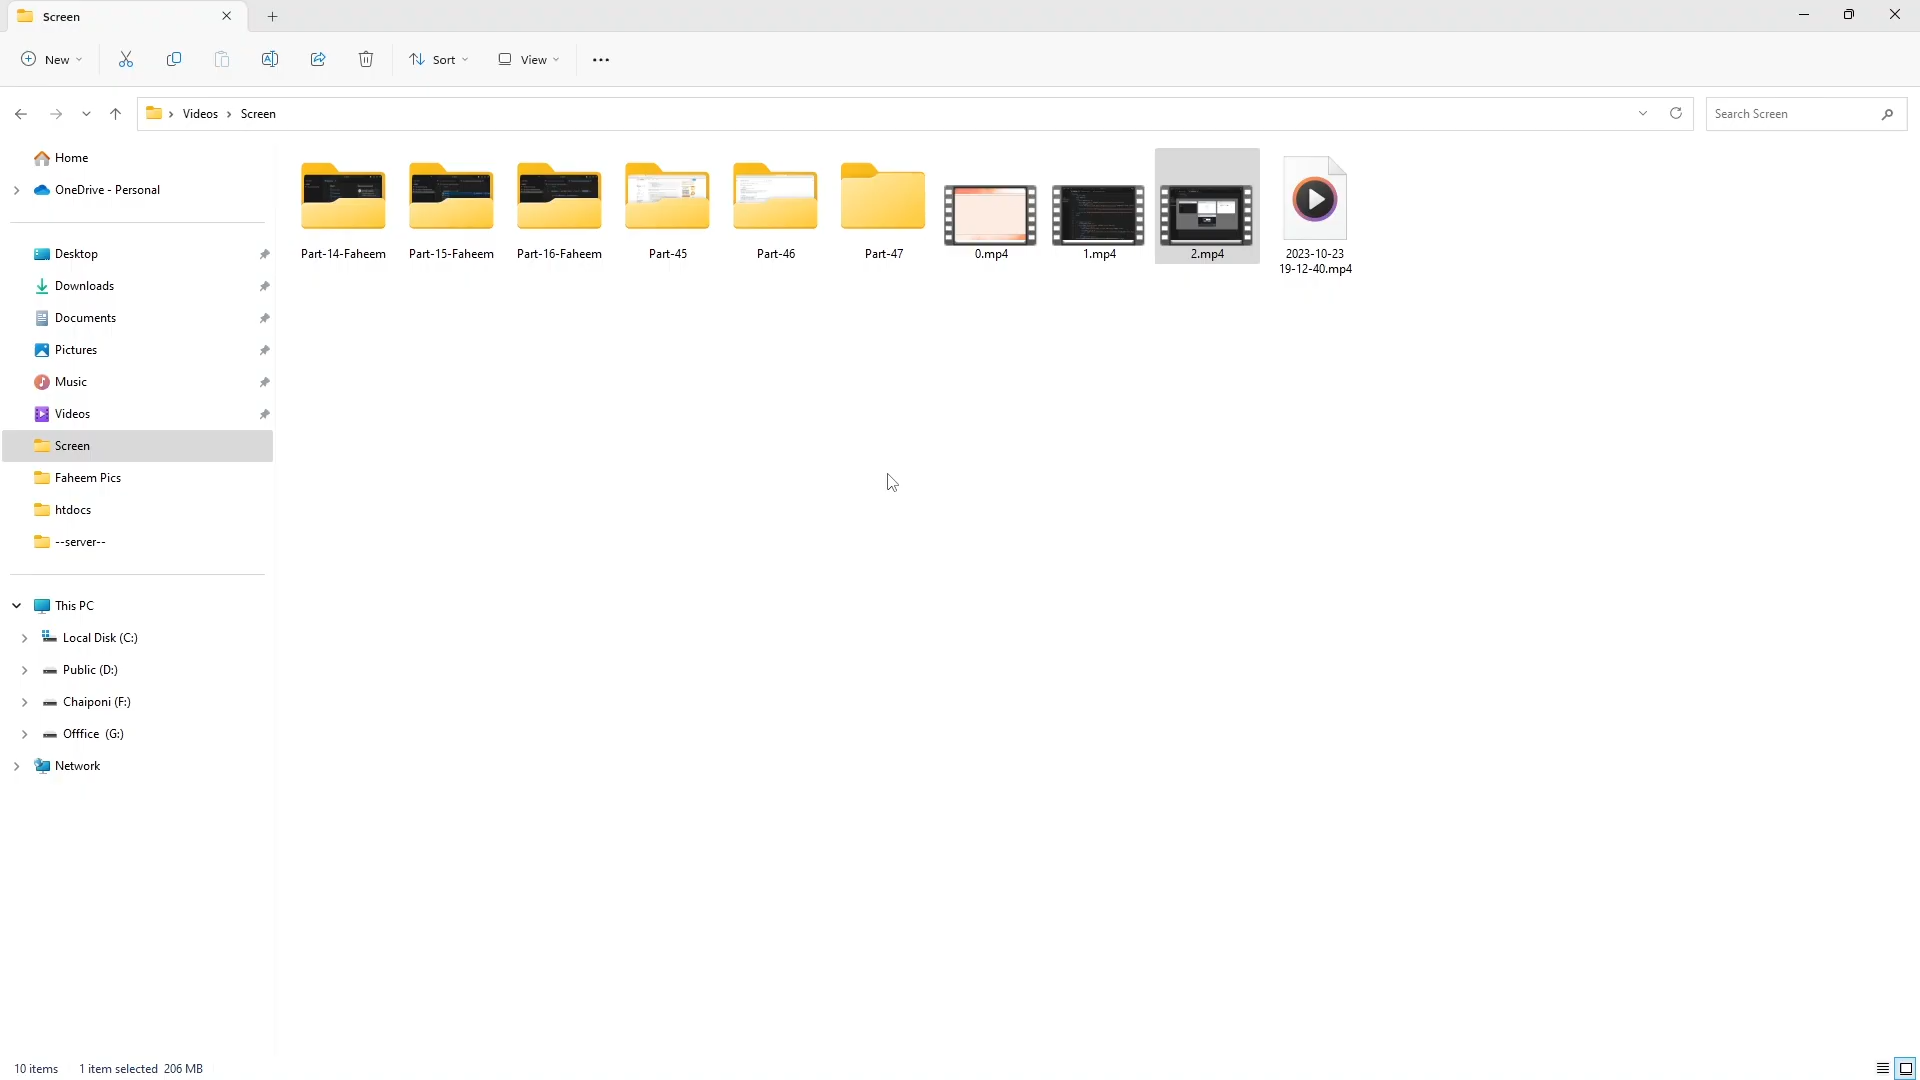 Screen
New
Sort
View
Videos
Screen
Search Screen
Home
OneDrive - Personal
Desktop
Downloads
Documents
Pictures
Music
Videos
Screen
Faheem Pics
htdocs
--server--
This PC
Local Disk (C:)
Public (D:)
Chaiponi (F:)
Offfice (G:)
Network
Part-14-Faheem
Part-15-Faheem
Part-16-Faheem
Part-45
Part-46
Part-47
0.mp4
1.mp4
2.mp4
2023-10-23
19-12-40.mp4
10 items
1 item selected 206 MB